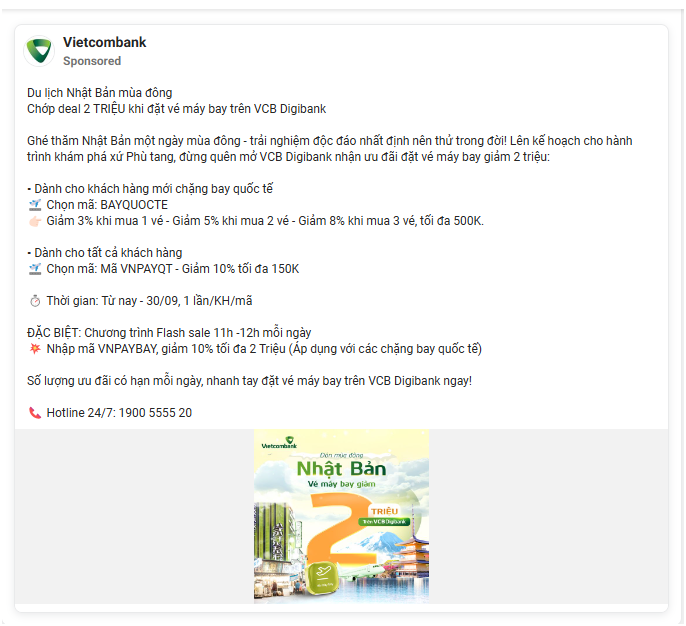 Vietcombank
Sponsored
Du lịch Nhật Bản mùa đông
Chớp deal 2 TRIỆU khi đặt vé máy bay trên VCB Digibank
Ghé thăm Nhật Bản một ngày mùa đông - trải nghiệm độc đáo nhất định nên thử trong đời! Lên kế hoạch cho hành
trình khám phá xứ Phù tang, đừng quên mở VCB Digibank nhận ưu đãi đặt vé máy bay giảm 2 triệu:
• Dành cho khách hàng mới chặng bay quốc tế
🛫 Chọn mã: BAYQUOCTE
👉🏻 Giảm 3% khi mua 1 vé - Giảm 5% khi mua 2 vé - Giảm 8% khi mua 3 vé, tối đa 500K.
• Dành cho tất cả khách hàng
🛫 Chọn mã: Mã VNPAYQT - Giảm 10% tối đa 150K
⏱ Thời gian: Từ nay - 30/09, 1 lần/KH/mã
ĐẶC BIỆT: Chương trình Flash sale 11h -12h mỗi ngày
💥 Nhập mã VNPAYBAY, giảm 10% tối đa 2 Triệu (Áp dụng với các chặng bay quốc tế)
Số lượng ưu đãi có hạn mỗi ngày, nhanh tay đặt vé máy bay trên VCB Digibank ngay!
📞 Hotline 24/7: 1900 5555 20
Vietcombank
Đón mùa đông
Nhật Bản
Vé máy bay giảm
2
TRIỆU
Trên VCB Digibank